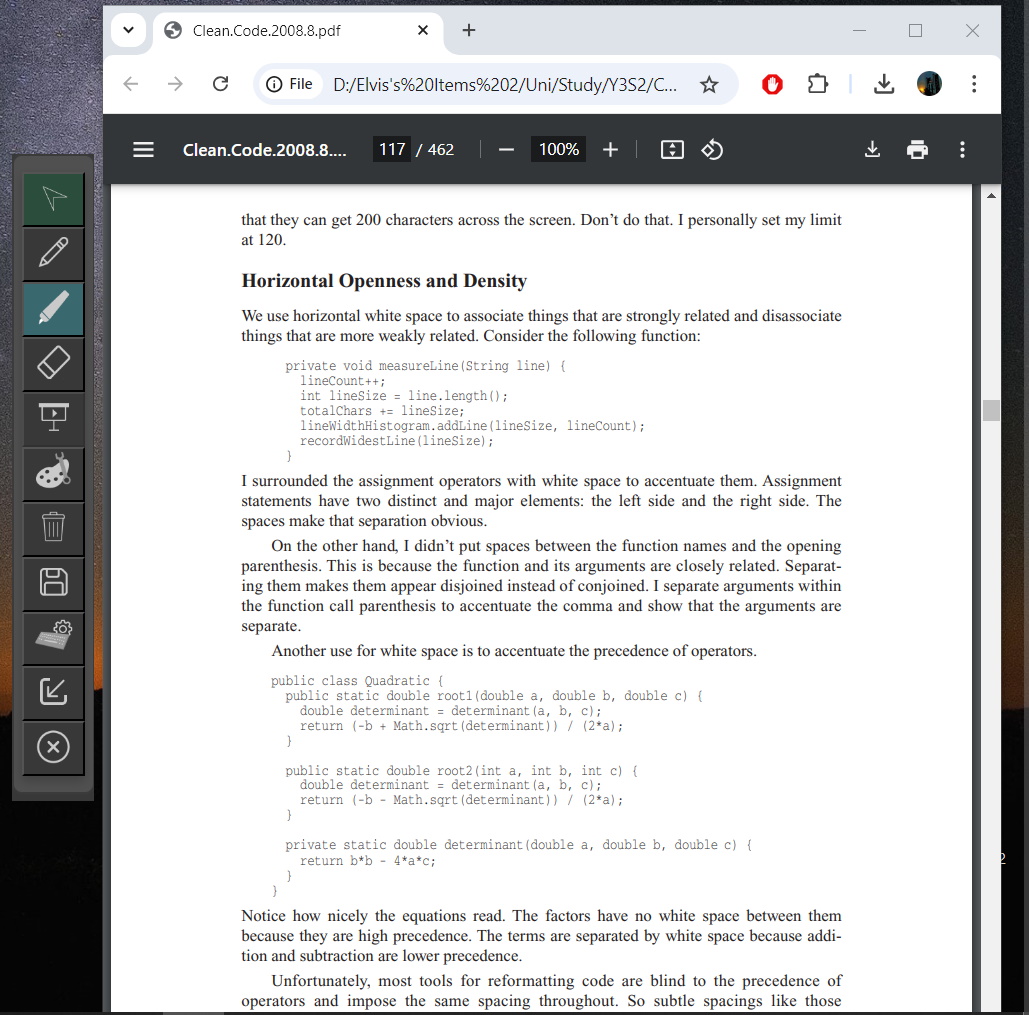 Clean.Code.2008.8.pdf
File
D:/Elvis's%20Items%202/Uni/Study/Y3S2/C...
Clean.Code.2008.8....
117 / 462
100%
that they can get 200 characters across the screen. Don't do that. I personally set my limit
at 120.
Horizontal Openness and Density
We use horizontal white space to associate things that are strongly related and disassociate
things that are more weakly related. Consider the following function:
private void measureLine(String line) {
lineCount++;
int lineSize = line.length();
totalChars += lineSize;
lineWidthHistogram.addLine(lineSize, lineCount);
recordWidestLine(lineSize);
}
I surrounded the assignment operators with white space to accentuate them. Assignment
statements have two distinct and major elements: the left side and the right side. The
spaces make that separation obvious.
On the other hand, I didn't put spaces between the function names and the opening
parenthesis. This is because the function and its arguments are closely related. Separat-
ing them makes them appear disjoined instead of conjoined. I separate arguments within
the function call parenthesis to accentuate the comma and show that the arguments are
separate.
Another use for white space is to accentuate the precedence of operators.
public class Quadratic {
public static double root1(double a, double b, double c) {
double determinant = determinant(a, b, c);
return (-b + Math.sqrt(determinant)) / (2*a);
}
public static double root2(int a, int b, int c) {
double determinant = determinant(a, b, c);
return (-b - Math.sqrt(determinant)) / (2*a);
}
private static double determinant(double a, double b, double c) {
return b*b - 4*a*c;
}
}
Notice how nicely the equations read. The factors have no white space between them
because they are high precedence. The terms are separated by white space because addi-
tion and subtraction are lower precedence.
Unfortunately, most tools for reformatting code are blind to the precedence of
operators and impose the same spacing throughout. So subtle spacings like those
2